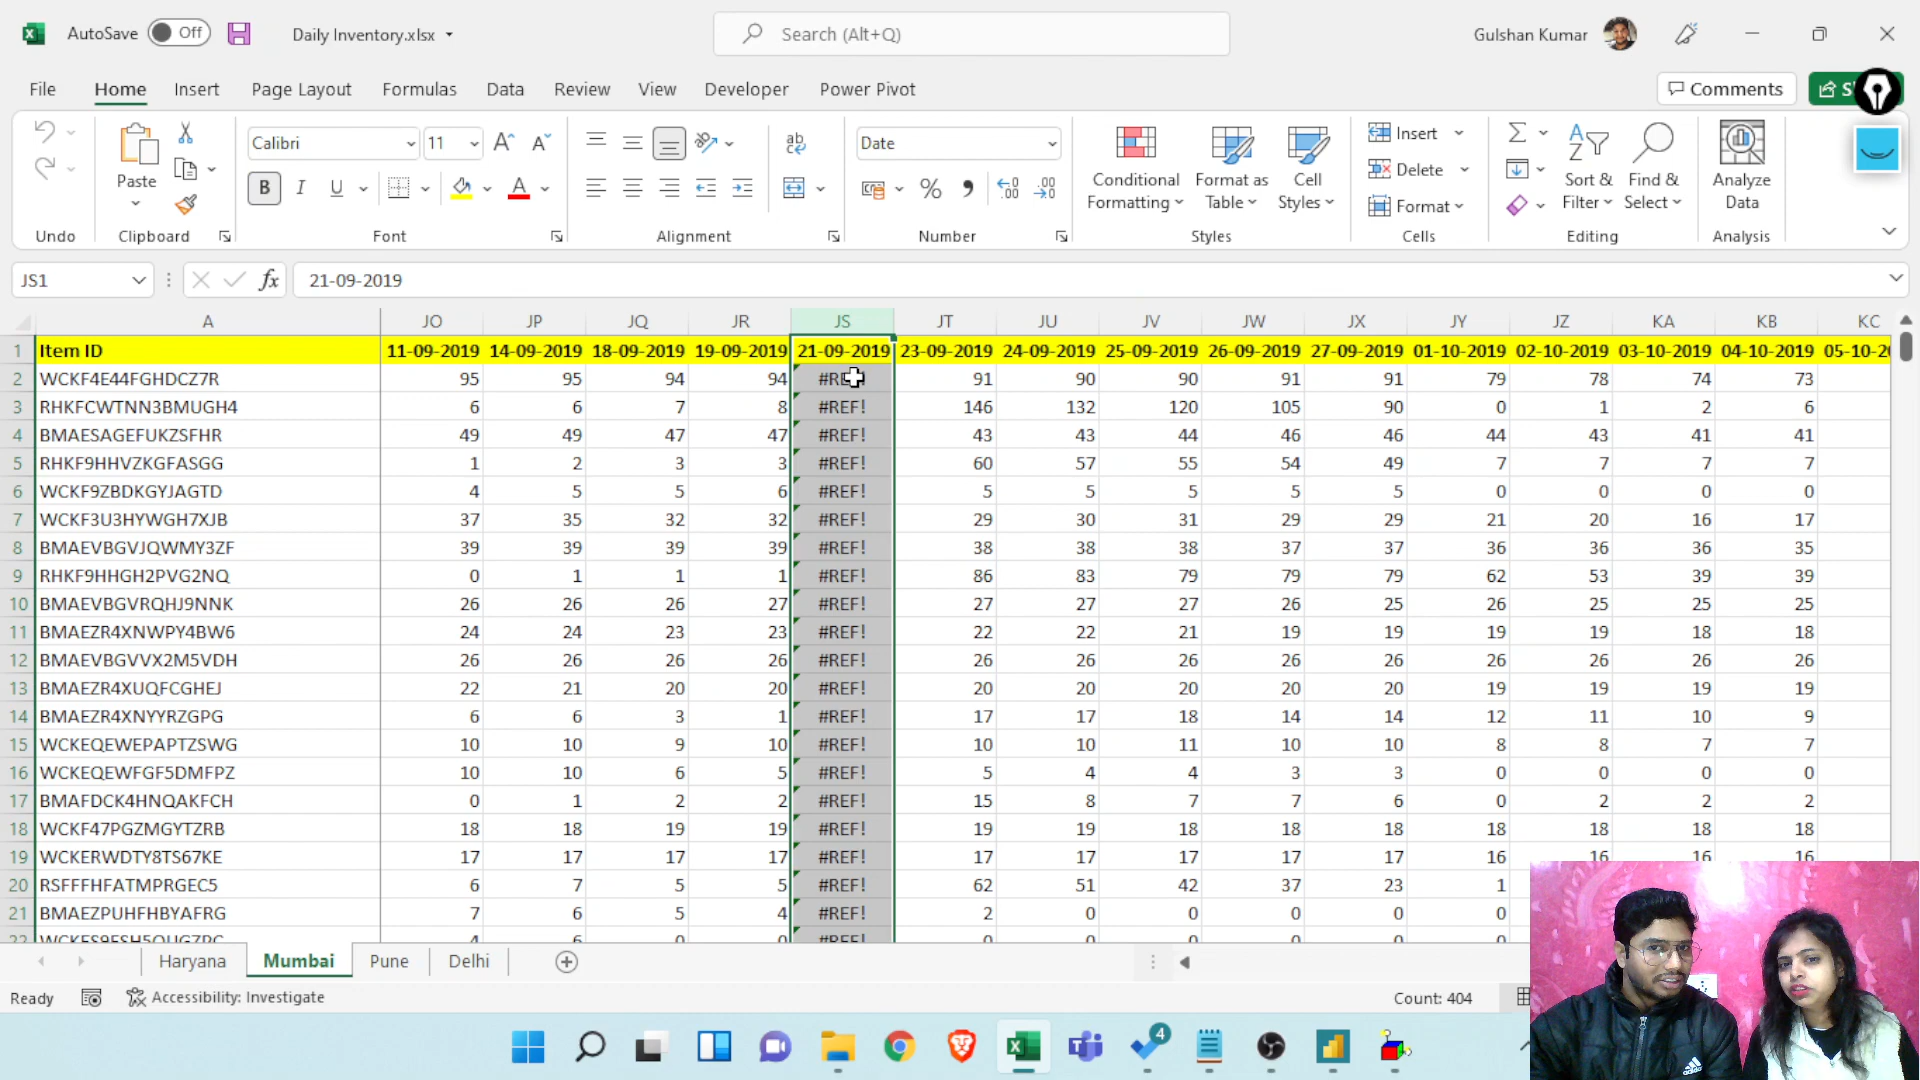 AutoSave Off Daily Inventory.xlsx Search (Alt+Q) Gulshan Kumar
File Home Insert Page Layout Formulas Data Review View Developer Power Pivot Comments
Calibri 11 Date Insert
Paste Conditional Format as Cell Delete Sort & Find & Analyze
Formatting Table Styles Format Filter Select Data
Undo Clipboard Font Alignment Number Styles Cells Editing Analysis
JS1 fx 21-09-2019
A JO JP JQ JR JS JT JU JV JW JX JY JZ KA KB KC
1 Item ID 11-09-2019 14-09-2019 18-09-2019 19-09-2019 21-09-2019 23-09-2019 24-09-2019 25-09-2019 26-09-2019 27-09-2019 01-10-2019 02-10-2019 03-10-2019 04-10-2019
2 WCKF4E44FGHDCZ7R 95 95 94 94 91 90 90 91 91 79 78 74 73
3 RHKFCWTNN3BMUGH4 6 6 7 8 #REF! 146 132 120 105 90 0 1 2 6
4 BMAESAGEFUKZSFHR 49 49 47 47 #REF! 43 43 44 46 46 44 43 41 41
5 RHKF9HHVZKGFASGG 1 2 3 3 #REF! 60 57 55 54 49 7 7 7 7
6 WCKF9ZBDKGYJAGTD 4 5 5 6 #REF! 5 5 5 5 5 0 0 0 0
7 WCKF3U3HYWGH7XJB 37 35 32 32 #REF! 29 30 31 29 29 21 20 16 17
8 BMAEVBGVJQWMY3ZF 39 39 39 39 #REF! 38 38 38 37 37 36 36 36 35
9 RHKF9HHGH2PVG2NQ 0 1 1 1 #REF! 86 83 79 79 79 62 53 39 39
10 BMAEVBGVRQHJ9NNK 26 26 26 27 #REF! 27 27 27 26 25 26 25 25 25
11 BMAEZR4XNWPY4BW6 24 24 23 23 #REF! 22 22 21 19 19 19 19 18 18
12 BMAEVBGVVX2M5VDH 26 26 26 26 #REF! 26 26 26 26 26 26 26 26 26
13 BMAEZR4XUQFCGHEJ 22 21 20 20 #REF! 20 20 20 20 20 19 19 19 19
14 BMAEZR4XNYYRZGPG 6 6 3 1 #REF! 17 17 18 14 14 12 11 10 9
15 WCKEQEWEPAPTZSWG 10 10 9 10 #REF! 10 10 11 10 10 8 8 7 7
16 WCKEQEWFGF5DMFPZ 10 10 6 5 #REF! 5 4 4 3 3 0 0 0 0
17 BMAFDCK4HNQAKFCH 0 1 2 2 #REF! 15 8 7 7 6 0 2 2 2
18 WCKF47PGZMGYTZRB 18 18 19 19 #REF! 19 19 18 18 18 18 18 18 18
19 WCKERWDTY8TS67KE 17 17 17 17 #REF! 17 17 17 17 17 16 16 16 16
20 RSFFFHFATMPRGEC5 6 7 5 5 #REF! 62 51 42 37 23 1
21 BMAEZPUHFHBYAFRG 7 6 5 4 #REF! 2 0 0 0 0 0
Haryana Mumbai Pune Delhi
Ready Accessibility: Investigate Count: 404
4